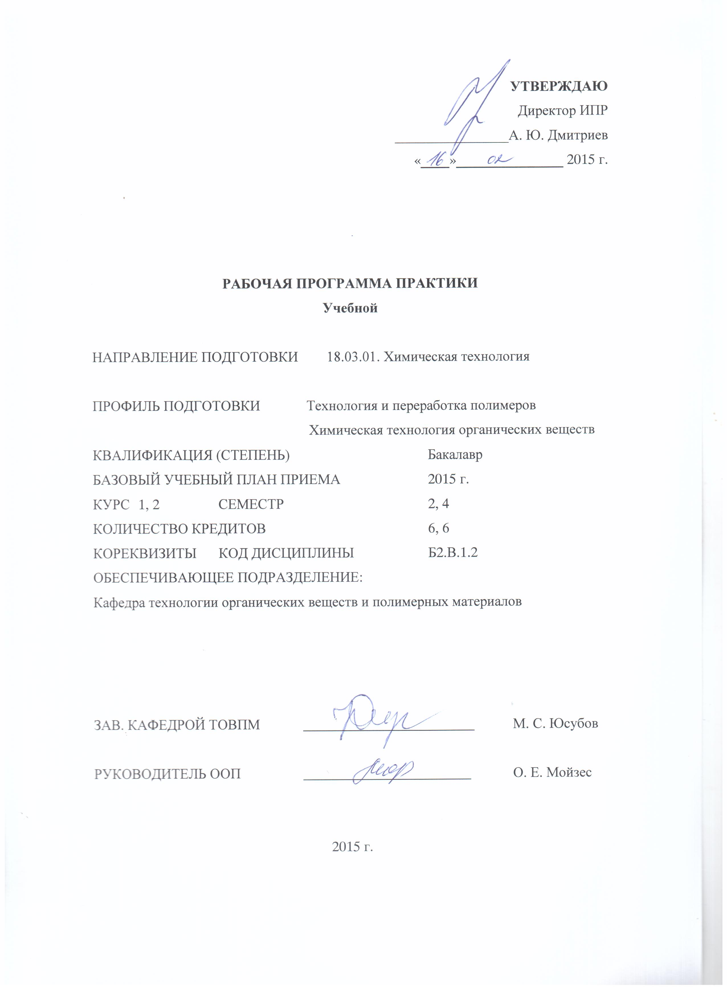 УТВЕРЖДАЮ
Директор ИПР
А. Ю. Дмитриев
«16» 02 2015 г.
РАБОЧАЯ ПРОГРАММА ПРАКТИКИ
Учебной
НАПРАВЛЕНИЕ ПОДГОТОВКИ 18.03.01. Химическая технология
ПРОФИЛЬ ПОДГОТОВКИ Технология и переработка полимеров
Химическая технология органических веществ
КВАЛИФИКАЦИЯ (СТЕПЕНЬ) Бакалавр
БАЗОВЫЙ УЧЕБНЫЙ ПЛАН ПРИЕМА 2015 г.
КУРС 1, 2 СЕМЕСТР 2, 4
КОЛИЧЕСТВО КРЕДИТОВ 6, 6
КОРЕКВИЗИТЫ КОД ДИСЦИПЛИНЫ Б2.В.1.2
ОБЕСПЕЧИВАЮЩЕЕ ПОДРАЗДЕЛЕНИЕ:
Кафедра технологии органических веществ и полимерных материалов
ЗАВ. КАФЕДРОЙ ТОВПМ М. С. Юсубов
РУКОВОДИТЕЛЬ ООП О. Е. Мойзес
2015 г.